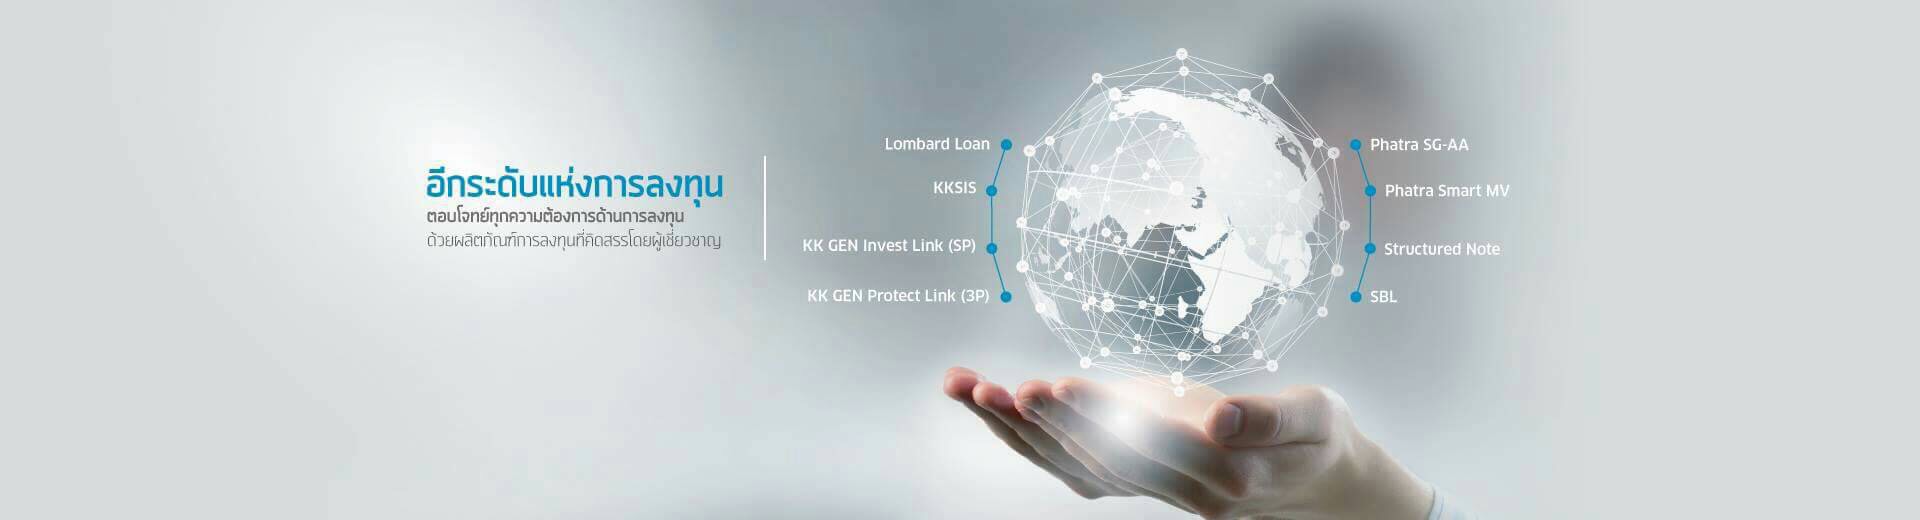 อีกระดับแห่งการลงทุน
ตอบโจทย์ทุกความต้องการด้านการลงทุน
ด้วยผลิตภัณฑ์การลงทุนที่คิดสรรโดยผู้เชี่ยวชาญ
Lombard Loan
KKSIS
KK GEN Invest Link (SP)
KK GEN Protect Link (3P)
Phatra SG-AA
Phatra Smart MV
Structured Note
SBL